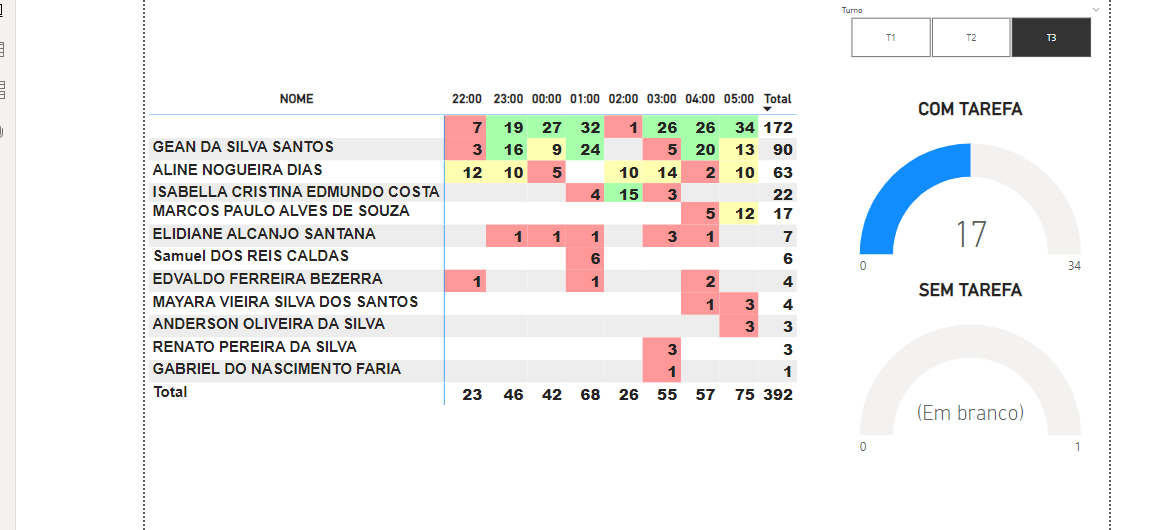 Turno
T1 T2 T3
NOME 22:00 23:00 00:00 01:00 02:00 03:00 04:00 05:00 Total
7 19 27 32 1 26 26 34 172
GEAN DA SILVA SANTOS 3 16 9 24 5 20 13 90
ALINE NOGUEIRA DIAS 12 10 5 10 14 2 10 63
ISABELLA CRISTINA EDMUNDO COSTA 4 15 3 22
MARCOS PAULO ALVES DE SOUZA 5 12 17
ELIDIANE ALCANJO SANTANA 1 1 1 3 1 7
Samuel DOS REIS CALDAS 6 6
EDVALDO FERREIRA BEZERRA 1 1 2 4
MAYARA VIEIRA SILVA DOS SANTOS 1 3 4
ANDERSON OLIVEIRA DA SILVA 3 3
RENATO PEREIRA DA SILVA 3 3
GABRIEL DO NASCIMENTO FARIA 1 1
Total 23 46 42 68 26 55 57 75 392
COM TAREFA
17
0 34
SEM TAREFA
(Em branco)
0 1